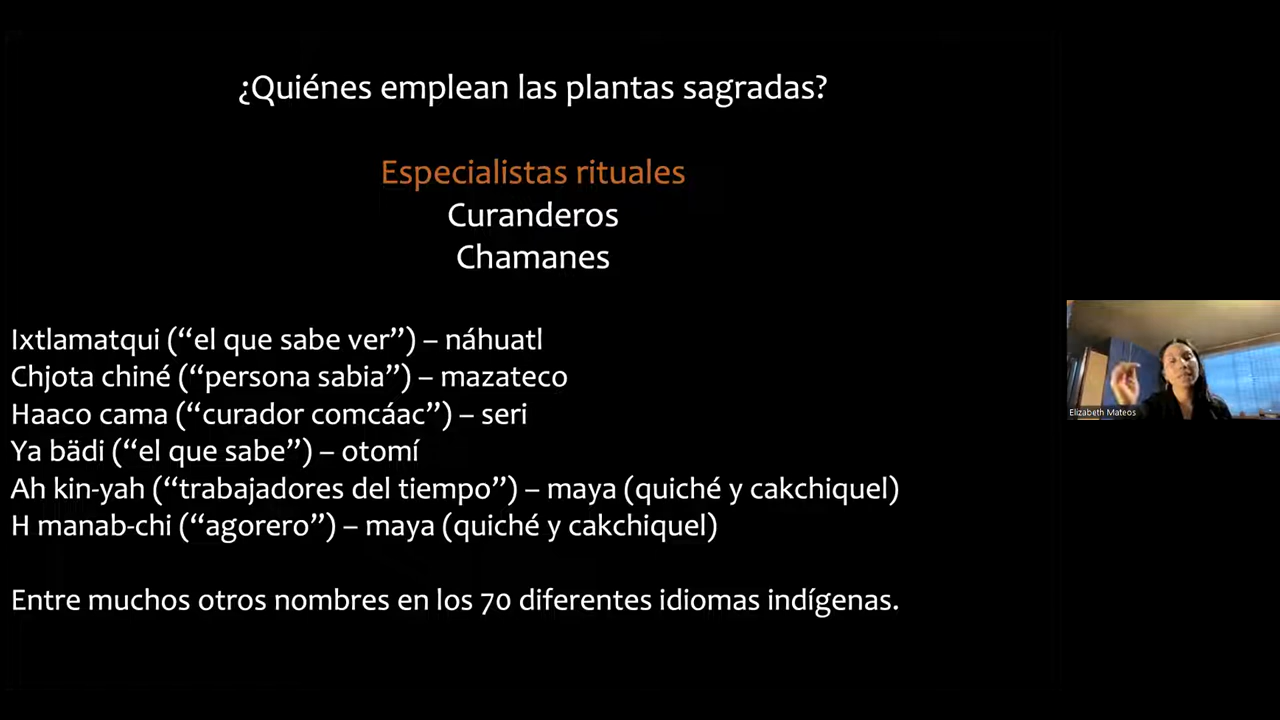 ¿Quiénes emplean las plantas sagradas?
Especialistas rituales
Curanderos
Chamanes
Ixtlamatqui (“el que sabe ver”) – náhuatl
Chjota chiné (“persona sabia”) – mazateco
Haaco cama (“curador comcáac”) – seri
Ya bädi (“el que sabe”) – otomí
Ah kin-yah (“trabajadores del tiempo”) – maya (quiché y cakchiquel)
H manab-chi (“agorero”) – maya (quiché y cakchiquel)
Entre muchos otros nombres en los 70 diferentes idiomas indígenas.
Elizabeth Mateos